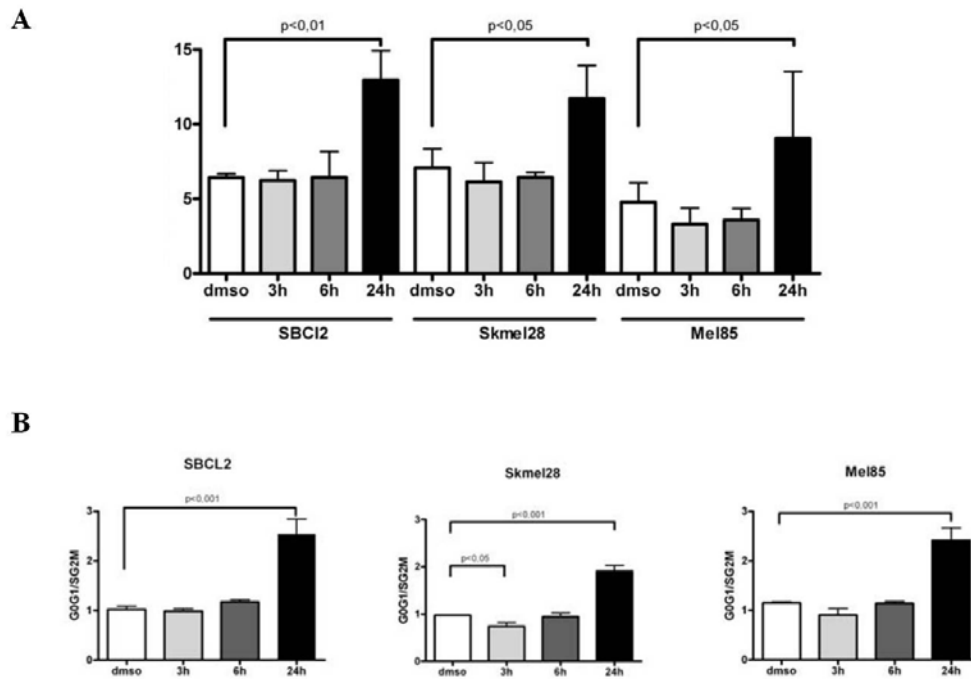 A
p<0,01 p<0,05 p<0,05
15
10
5
0
dmso 3h 6h 24h dmso 3h 6h 24h dmso 3h 6h 24h
SBCl2 Skmel28 Mel85
B
SBCL2
p<0,001
G0G1/SG2M
3
2
1
0
dmso 3h 6h 24h
Skmel28
p<0.001
p<0,05
G0G1/SG2M
3
2
1
0
dmso 3h 6h 24h
Mel85
p<0.001
G0G1/SG2M
3
2
1
0
dmso 3h 6h 24h